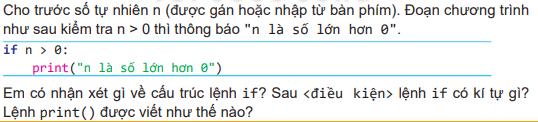 Cho trước số tự nhiên n (được gán hoặc nhập từ bàn phím). Đoạn chương trình
như sau kiểm tra n > 0 thì thông báo "n là số lớn hơn 0".
if n > 0:
    print("n là số lớn hơn 0")
Em có nhận xét gì về cấu trúc lệnh if? Sau <điều kiện> lệnh if có kí tự gì?
Lệnh print() được viết như thế nào?